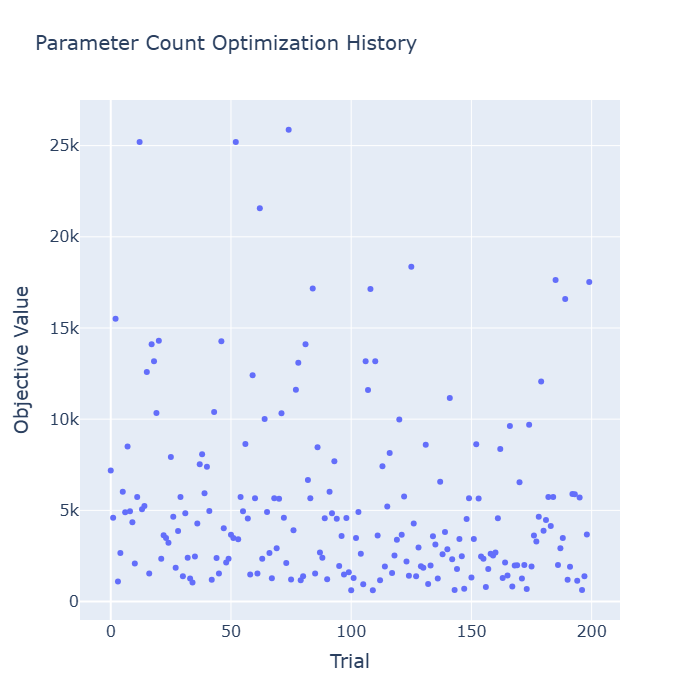 Parameter Count Optimization History
25k
20k
15k
10k
5k
0
Objective Value
0 50 100 150 200
Trial